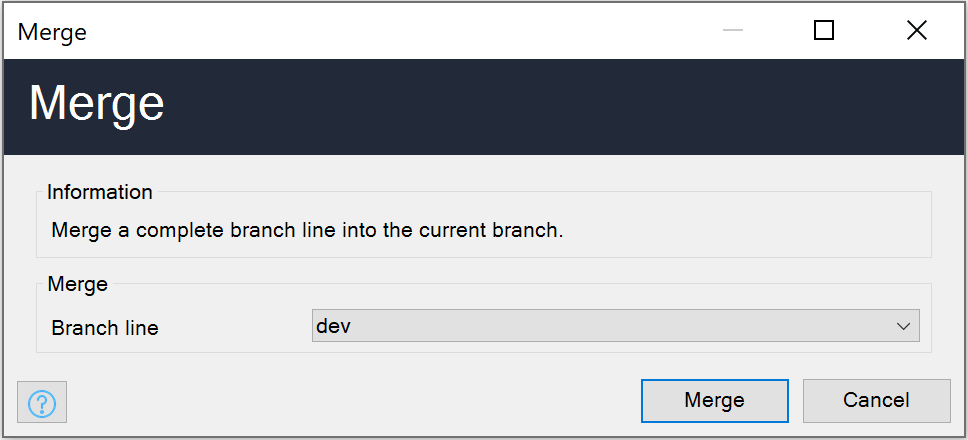 Merge
Merge
Information
Merge a complete branch line into the current branch.
Merge
Branch line dev
?
Merge Cancel